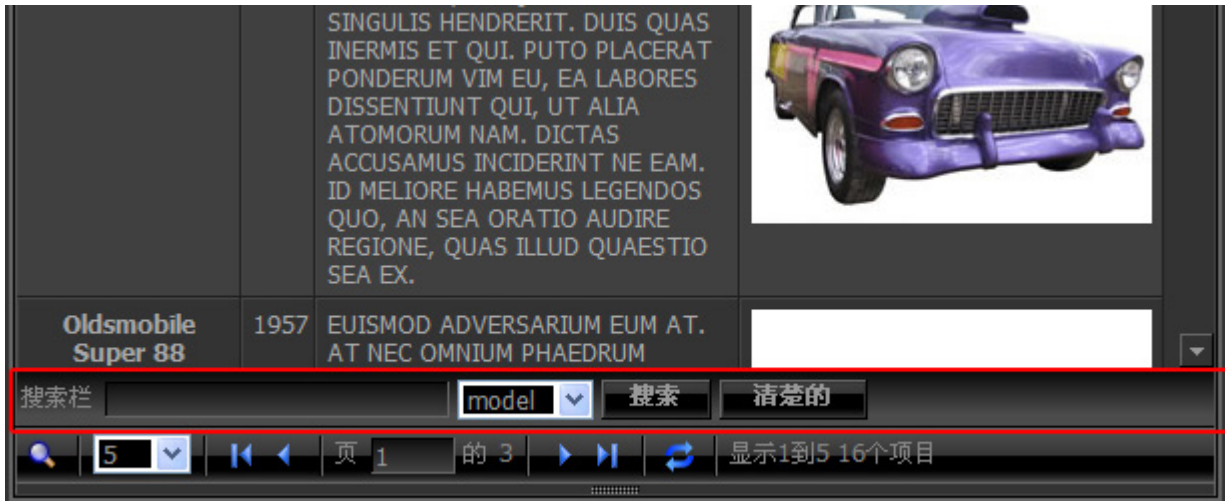 SINGULIS HENDRERIT. DUIS QUAS
INERMIS ET QUI. PUTO PLACERAT
PONDERUM VIM EU, EA LABORES
DISSENTIUNT QUI, UT ALIA
ATOMORUM NAM. DICTAS
ACCUSAMUS INCIDERINT NE EAM.
ID MELIORE HABEMUS LEGENDOS
QUO, AN SEA ORATIO AUDIRE
REGIONE, QUAS ILLUD QUAESTIO
SEA EX.
Oldsmobile
Super 88
1957
EUISMOD ADVERSARIUM EUM AT.
AT NEC OMNIUM PHAEDRUM
搜索栏 model 搜索 清楚的
5 页 1 的 3 显示1到5 16个项目